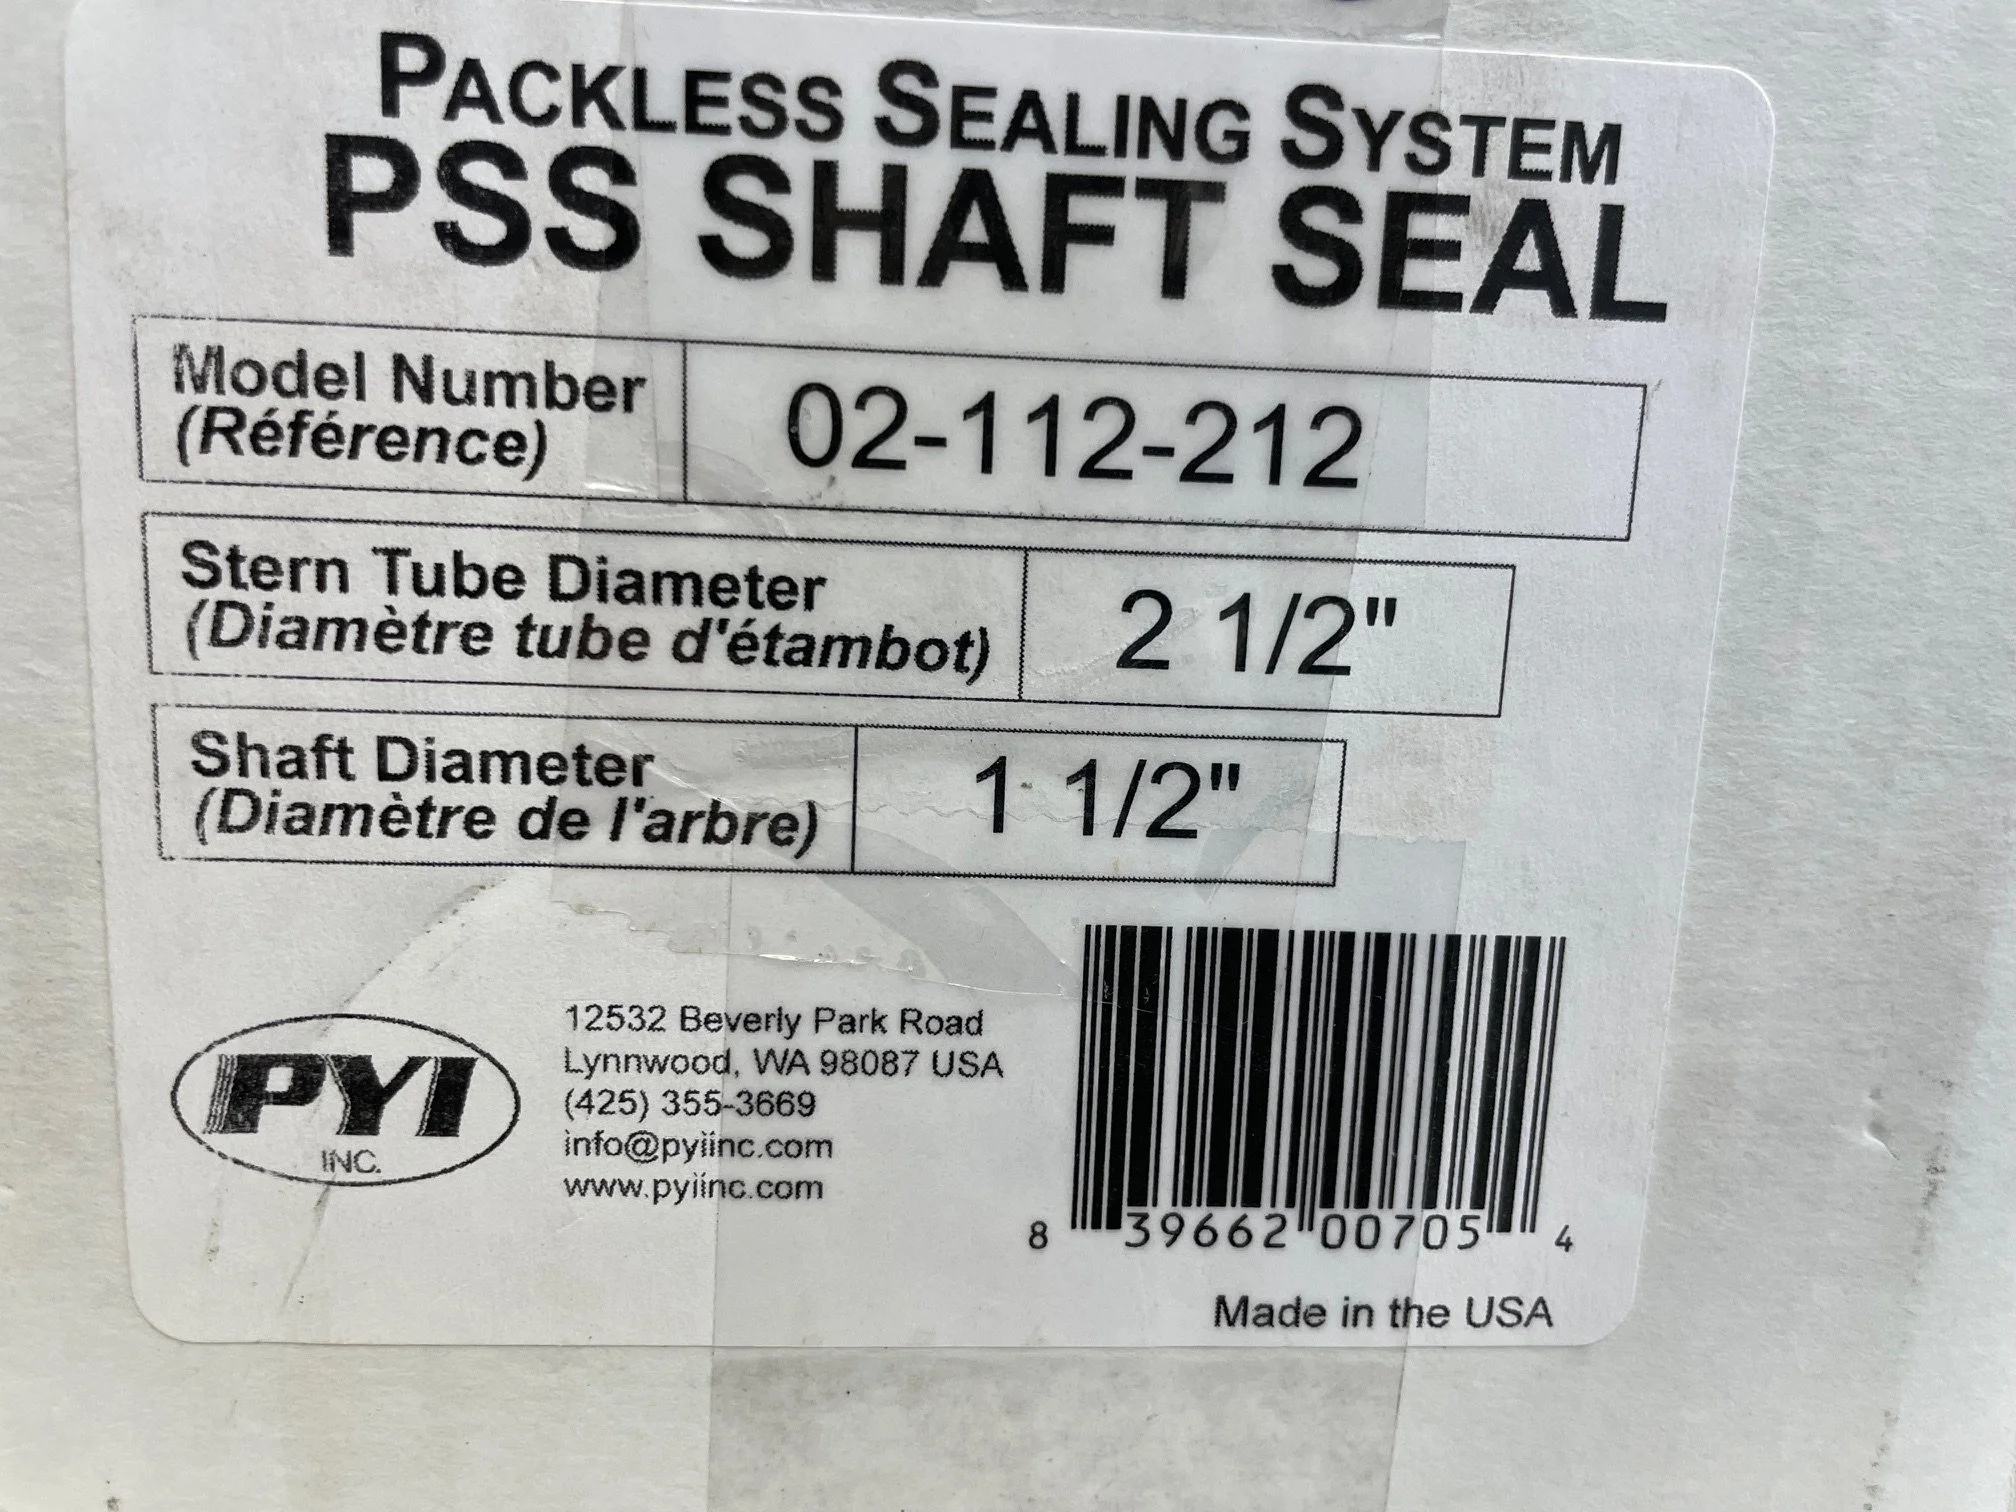 PACKLESS SEALING SYSTEM
PSS SHAFT SEAL
Model Number
(Référence)
02-112-212
Stern Tube Diameter
(Diamètre tube d'étambot)
2 1/2"
Shaft Diameter
(Diamètre de l'arbre)
1 1/2"
PYI
INC.
12532 Beverly Park Road
Lynnwood, WA 98087 USA
(425) 355-3669
info@pyiinc.com
www.pyiinc.com
8 39662 00705 4
Made in the USA